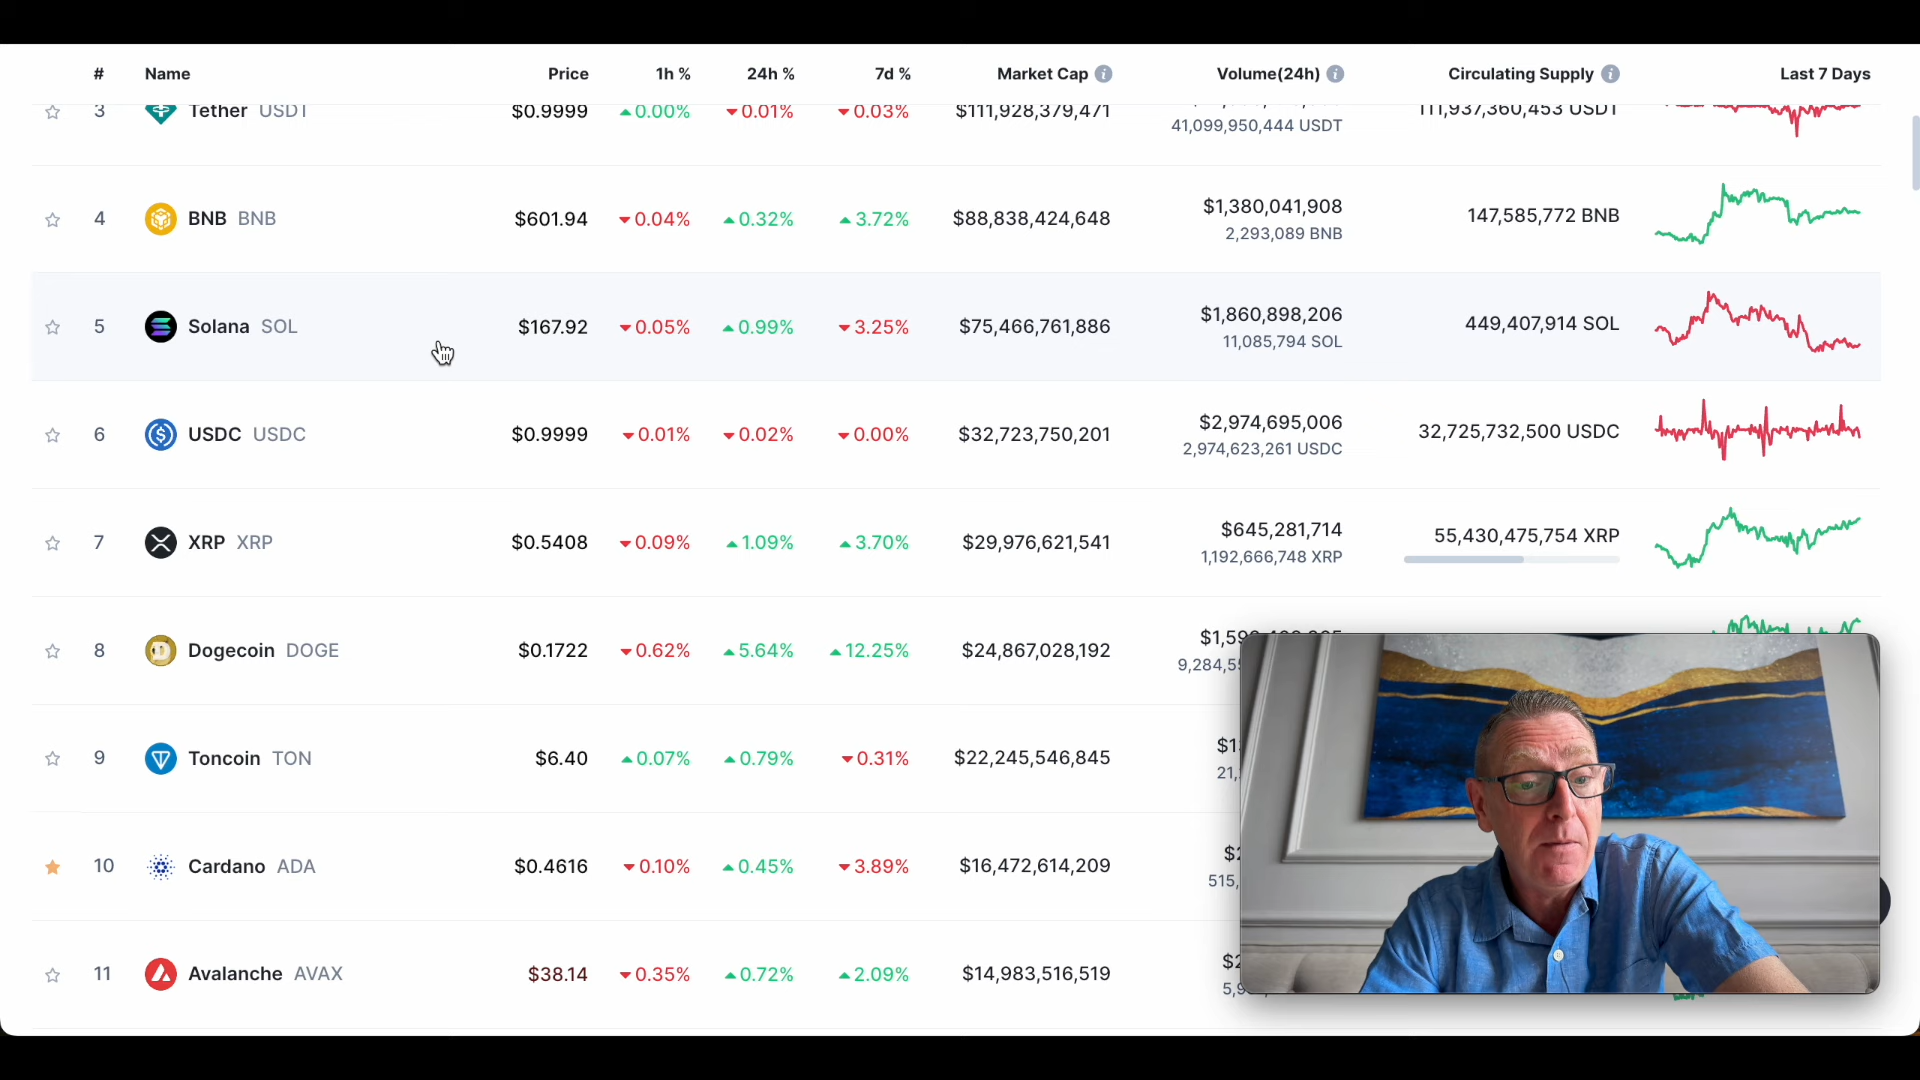 # Name Price 1h % 24h % 7d % Market Cap Volume(24h) Circulating Supply Last 7 Days
3 Tether USDT $0.9999 0.00% 0.01% 0.03% $111,928,379,471 111,937,360,453 USDT
41,099,950,444 USDT
4 BNB BNB $601.94 0.04% 0.32% 3.72% $88,838,424,648 $1,380,041,908 147,585,772 BNB
2,293,089 BNB
5 Solana SOL $167.92 0.05% 0.99% 3.25% $75,466,761,886 $1,860,898,206 449,407,914 SOL
11,085,794 SOL
6 USDC USDC $0.9999 0.01% 0.02% 0.00% $32,723,750,201 $2,974,695,006 32,725,732,500 USDC
2,974,623,261 USDC
7 XRP XRP $0.5408 0.09% 1.09% 3.70% $29,976,621,541 $645,281,714 55,430,475,754 XRP
1,192,666,748 XRP
8 Dogecoin DOGE $0.1722 0.62% 5.64% 12.25% $24,867,028,192
9 Toncoin TON $6.40 0.07% 0.79% 0.31% $22,245,546,845
10 Cardano ADA $0.4616 0.10% 0.45% 3.89% $16,472,614,209
11 Avalanche AVAX $38.14 0.35% 0.72% 2.09% $14,983,516,519